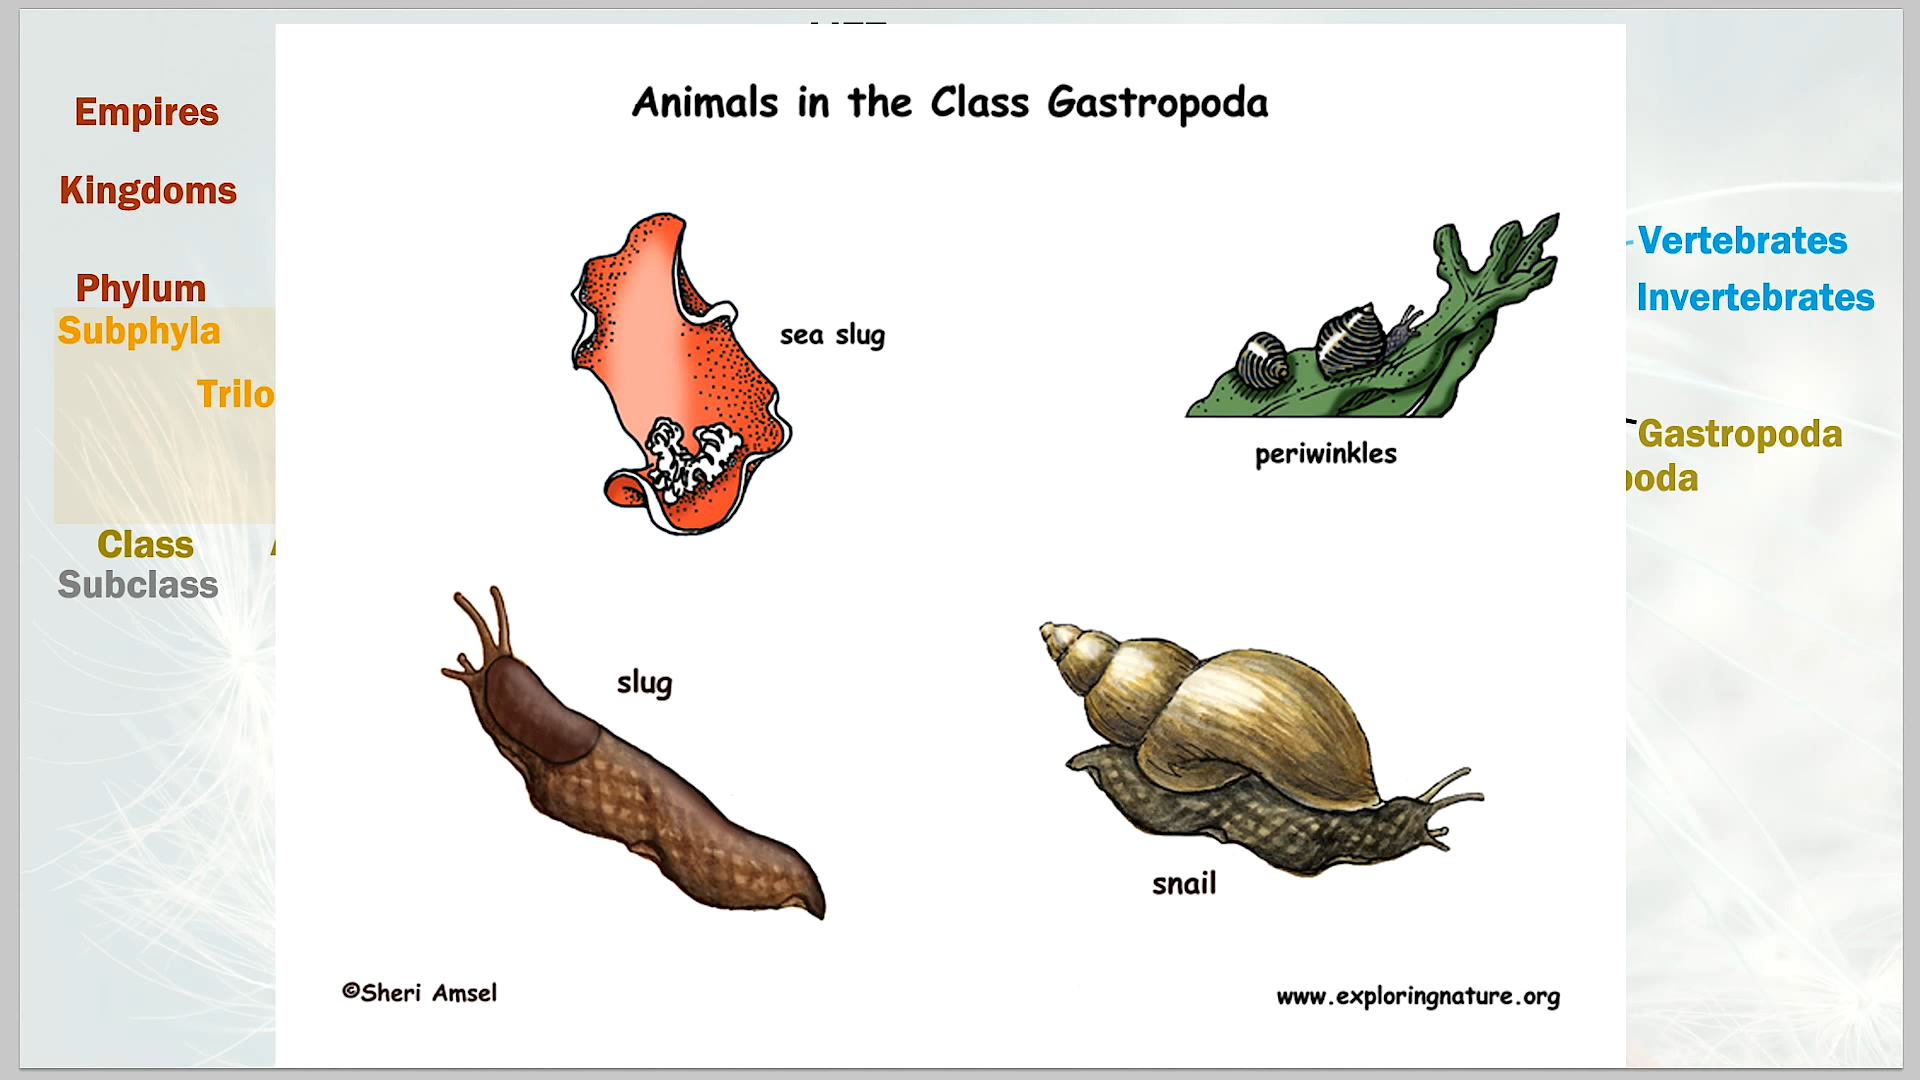 Empires
Kingdoms
Phylum
Subphyla
Trilo
Class
Subclass
Animals in the Class Gastropoda
sea slug
periwinkles
slug
snail
©Sheri Amsel
www.exploringnature.org
Vertebrates
Invertebrates
Gastropoda
poda